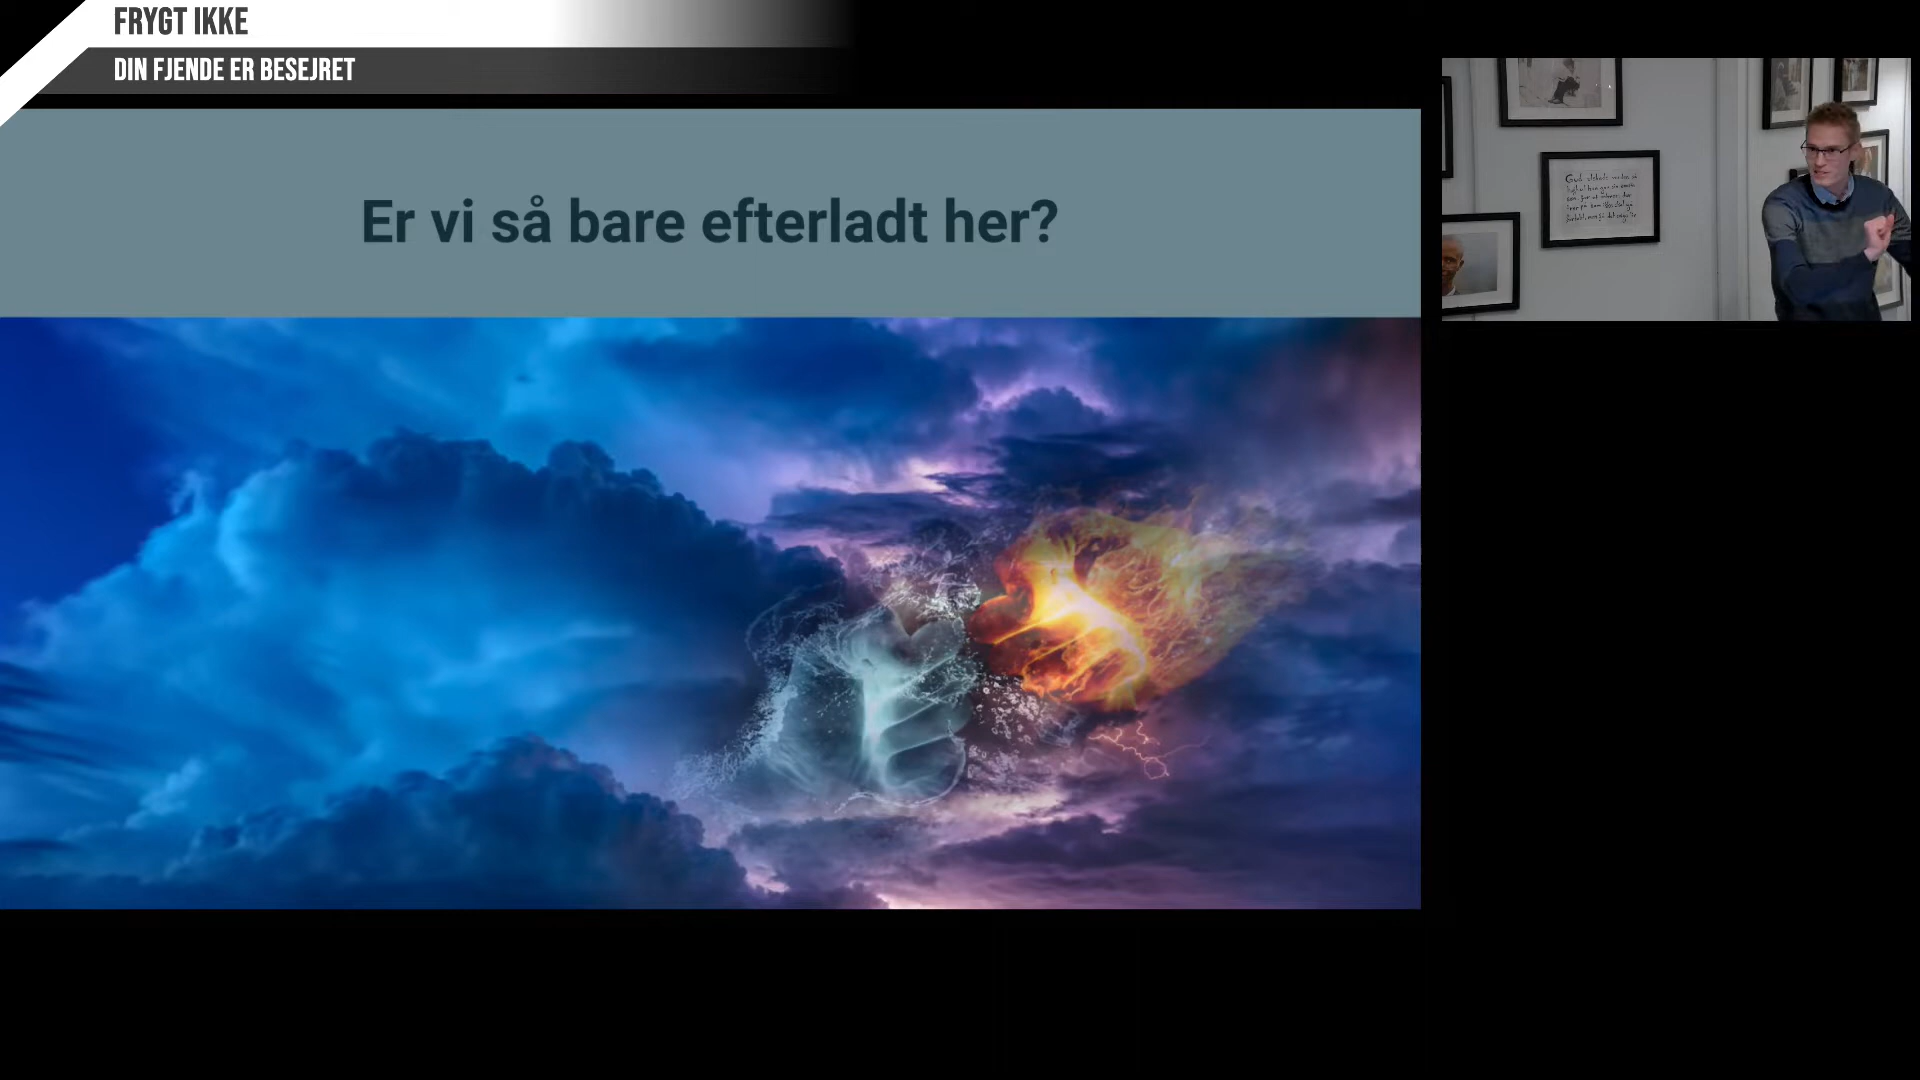 FRYGT IKKE
DIN FJENDE ER BESEJRET
Er vi så bare efterladt her?